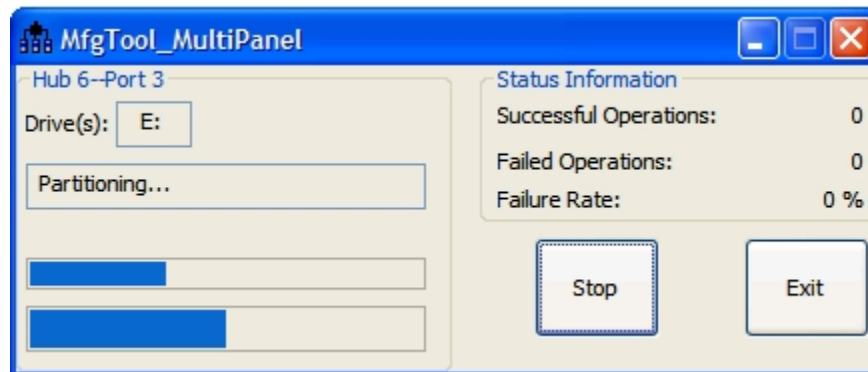 MfgTool_MultiPanel
Hub 6--Port 3
Drive(s): E:
Partitioning...
Status Information
Successful Operations: 0
Failed Operations: 0
Failure Rate: 0 %
Stop
Exit